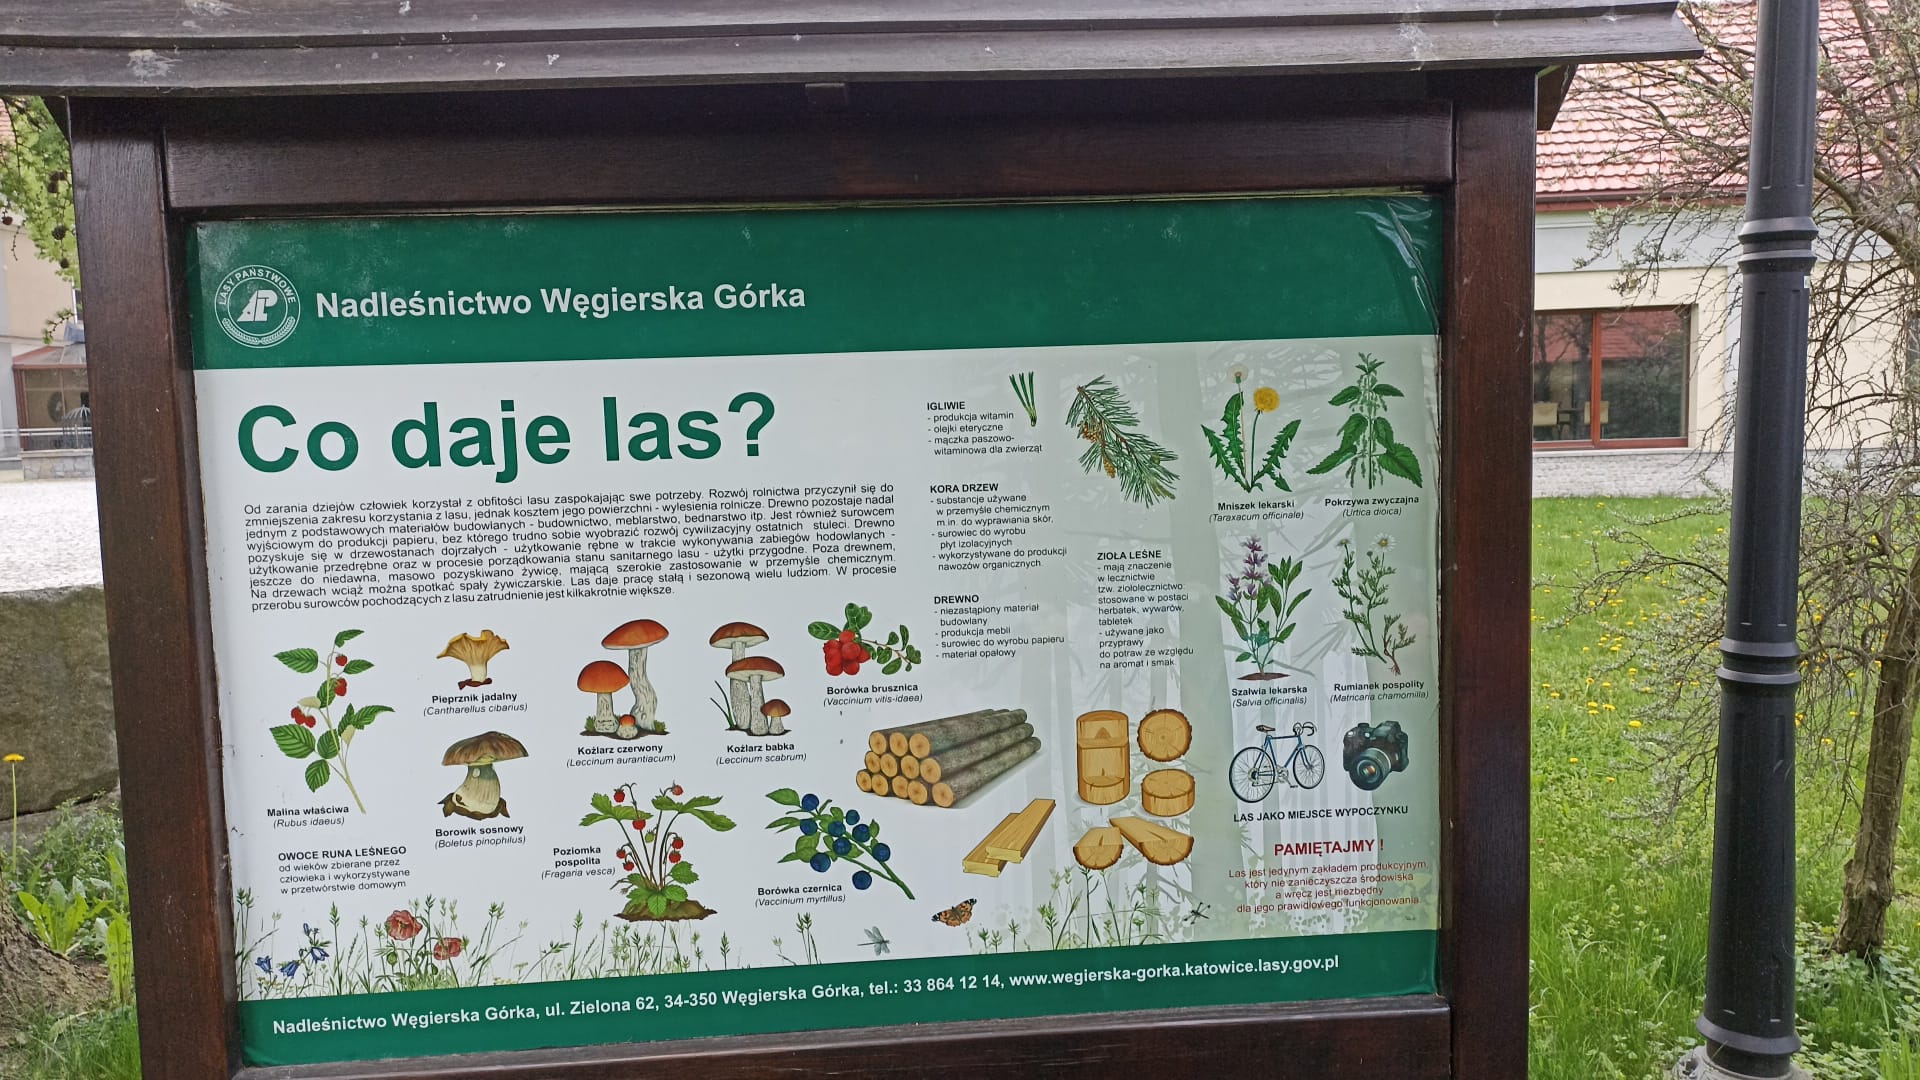 LASY PAŃSTWOWE
Nadleśnictwo Węgierska Górka
Co daje las?
Od zarania dziejów człowiek korzystał z obfitości lasu zaspokajając swe potrzeby. Rozwój rolnictwa przyczynił się do
zmniejszenia zakresu korzystania z lasu, jednak kosztem jego powierzchni - wylesienia rolnicze. Drewno pozostaje nadal
jednym z podstawowych materiałów budowlanych - budownictwo, meblarstwo, bednarstwo itp. Jest również surowcem
wyjściowym do produkcji papieru, bez którego trudno sobie wyobrazić rozwój cywilizacyjny ostatnich stuleci. Drewno
pozyskuje się w drzewostanach dojrzałych - użytkowanie rębne w trakcie wykonywania zabiegów hodowlanych -
użytkowanie przedrębne oraz w procesie porządkowania stanu sanitarnego lasu - użytki przygodne. Poza drewnem,
jeszcze do niedawna, masowo pozyskiwano żywicę, mającą szerokie zastosowanie w przemyśle chemicznym.
Na drzewach wciąż można spotkać spały żywiczarskie. Las daje pracę stałą i sezonową wielu ludziom. W procesie
przerobu surowców pochodzących z lasu zatrudnienie jest kilkakrotnie większe.
IGLIWIE
- produkcja witamin
- olejki eteryczne
- mączka paszowo-
witaminowa dla zwierząt
KORA DRZEW
- substancje używane
w przemyśle chemicznym
m.in. do wyprawiania skór,
- surowiec do wyrobu
płyt izolacyjnych
- wykorzystywane do produkcji
nawozów organicznych
DREWNO
- niezastąpiony materiał
budowlany
- produkcja mebli
- surowiec do wyrobu papieru
- materiał opałowy
ZIOŁA LEŚNE
- mają znaczenie
w lecznictwie
tzw. ziołolecznictwo:
stosowane w postaci
herbatek, wywarów,
tabletek
- używane jako
przyprawy
do potraw ze względu
na aromat i smak.
Mniszek lekarski
(Taraxacum officinale)
Pokrzywa zwyczajna
(Urtica dioica)
Szałwia lekarska
(Salvia officinalis)
Rumianek pospolity
(Matricaria chamomilla)
Malina właściwa
(Rubus idaeus)
Pieprznik jadalny
(Cantharellus cibarius)
Borowik sosnowy
(Boletus pinophilus)
Koźlarz czerwony
(Leccinum aurantiacum)
Koźlarz babka
(Leccinum scabrum)
Borówka brusznica
(Vaccinium vitis-idaea)
Poziomka
pospolita
(Fragaria vesca)
Borówka czernica
(Vaccinium myrtillus)
OWOCE RUNA LEŚNEGO
od wieków zbierane przez
człowieka i wykorzystywane
w przetwórstwie domowym
LAS JAKO MIEJSCE WYPOCZYNKU
PAMIĘTAJMY !
Las jest jedynym zakładem produkcyjnym,
który nie zanieczyszcza środowiska
a wręcz jest niezbędny
dla jego prawidłowego funkcjonowania.
Nadleśnictwo Węgierska Górka, ul. Zielona 62, 34-350 Węgierska Górka, tel.: 33 864 12 14, www.wegierska-gorka.katowice.lasy.gov.pl